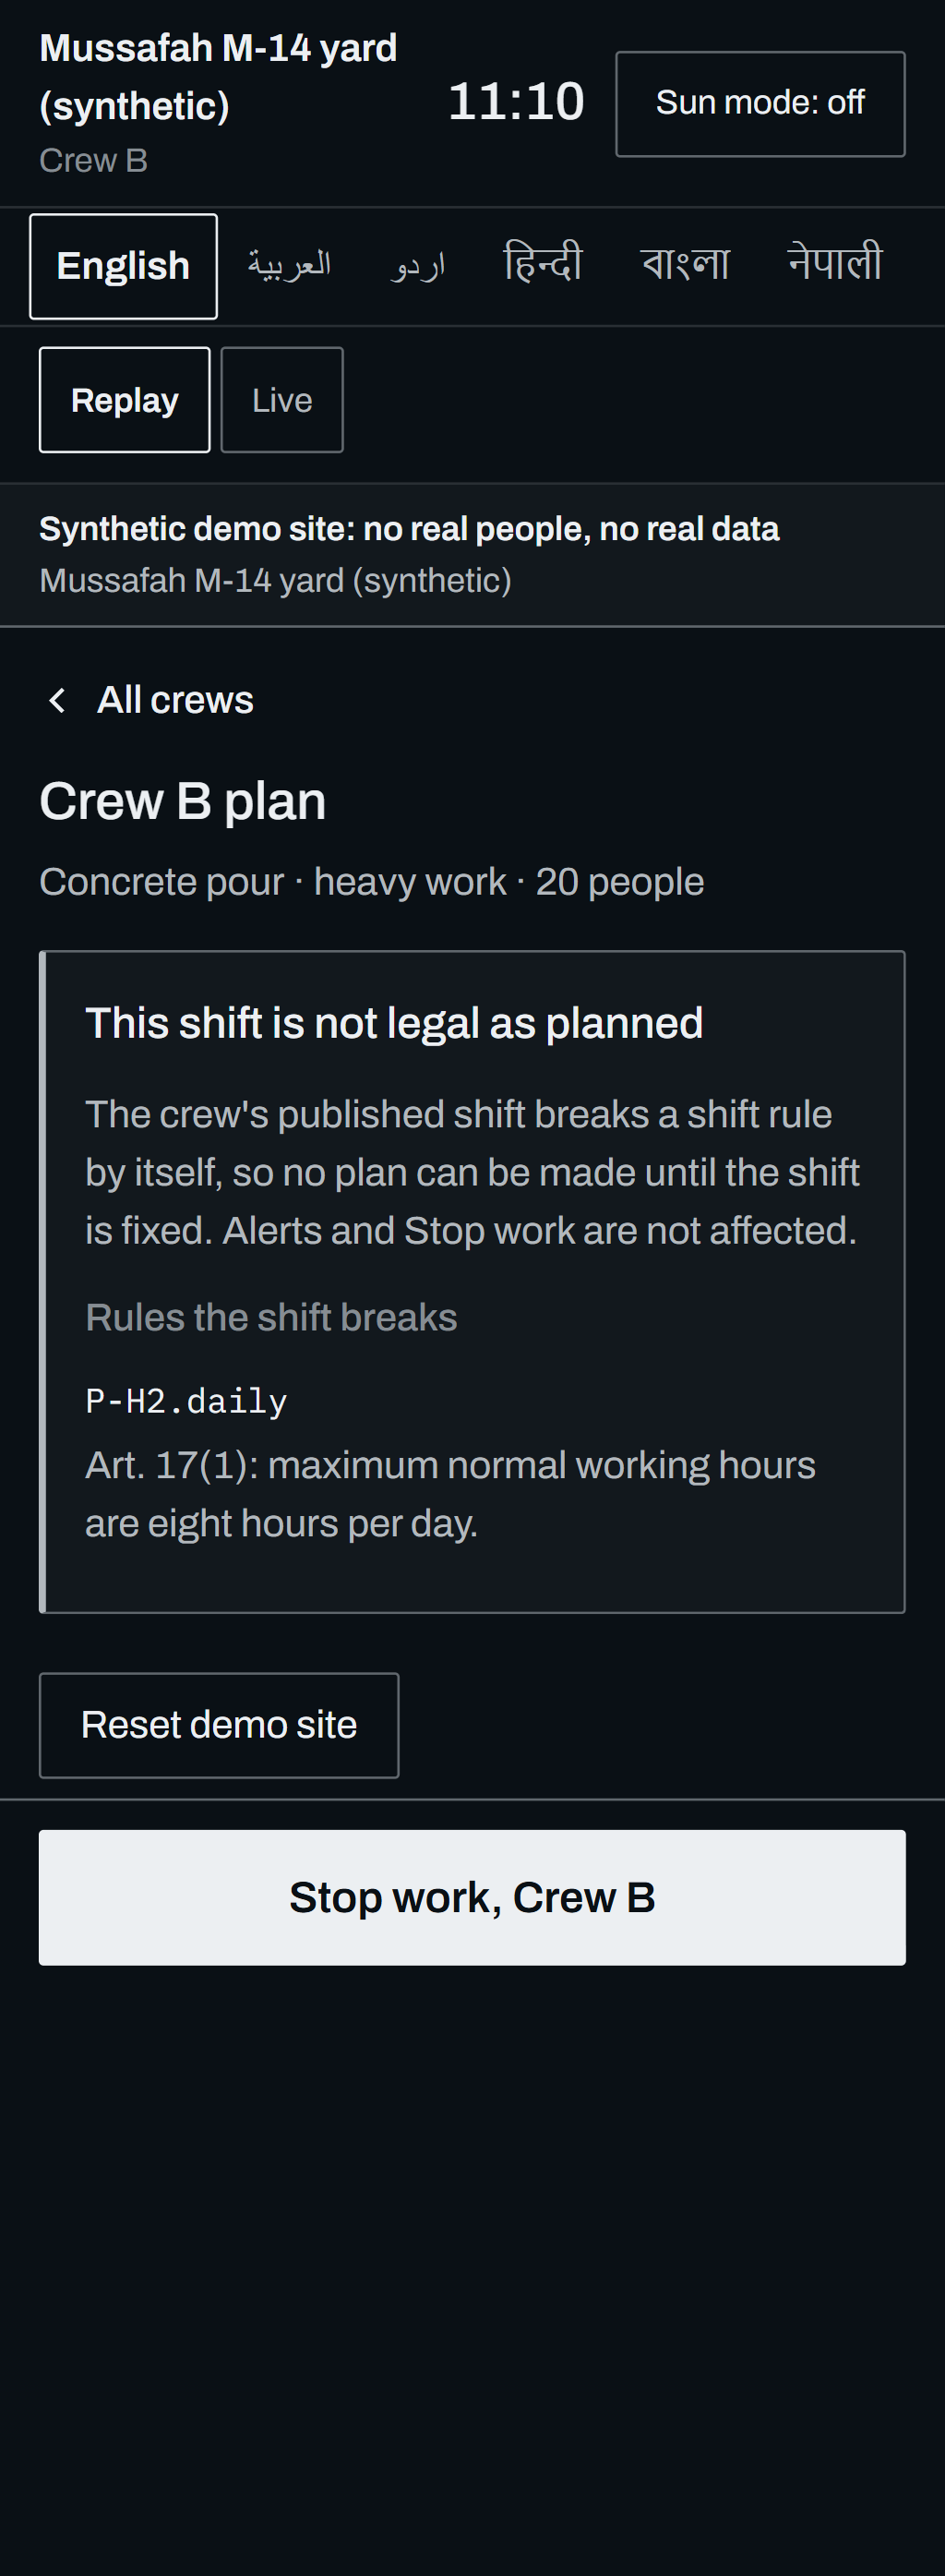 Mussafah M-14 yard
(synthetic)
Crew B
11:10
Sun mode: off
English العربية اردو हिन्दी বাংলা नेपाली
Replay Live
Synthetic demo site: no real people, no real data
Mussafah M-14 yard (synthetic)
All crews
Crew B plan
Concrete pour · heavy work · 20 people
This shift is not legal as planned
The crew's published shift breaks a shift rule
by itself, so no plan can be made until the shift
is fixed. Alerts and Stop work are not affected.
Rules the shift breaks
P-H2.daily
Art. 17(1): maximum normal working hours
are eight hours per day.
Reset demo site
Stop work, Crew B